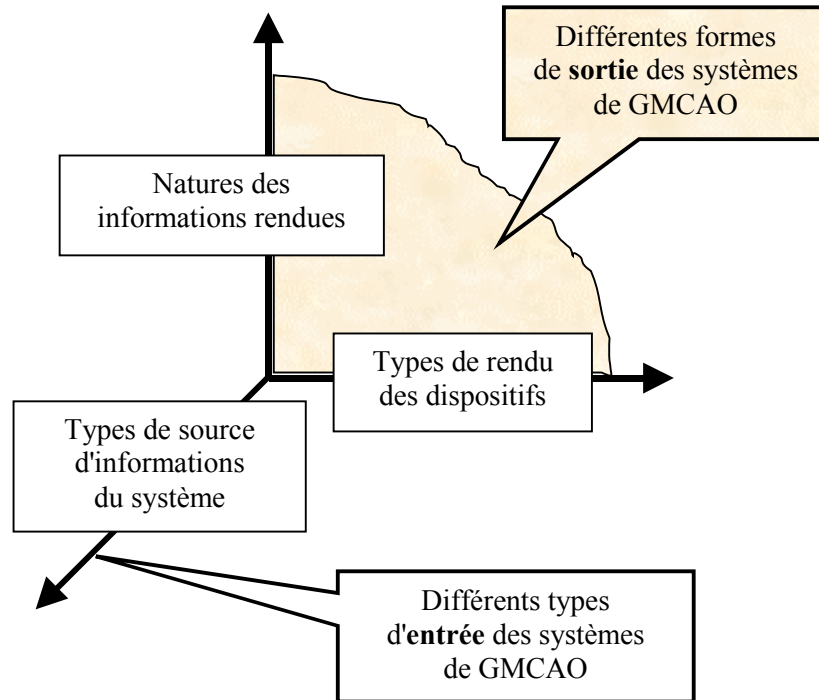 Différentes formes
de sortie des systèmes
de GMCAO
Natures des
informations rendues
Types de rendu
des dispositifs
Types de source
d'informations
du système
Différents types
d'entrée des systèmes
de GMCAO